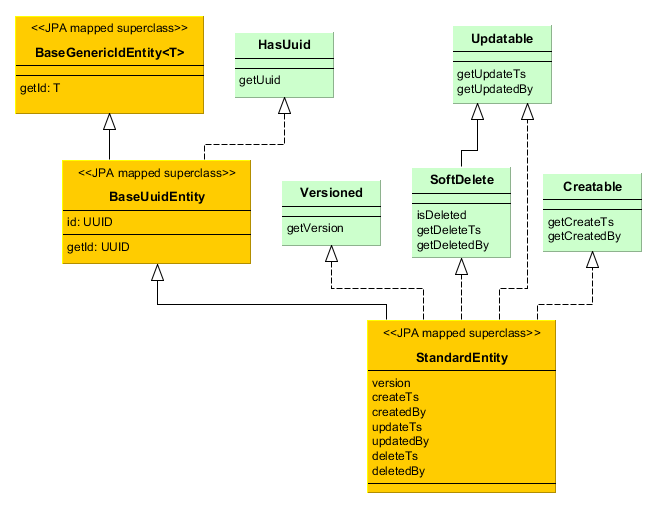 <<JPA mapped superclass>>
BaseGenericIdEntity<T>
getId: T
HasUuid
getUuid
Updatable
getUpdateTs
getUpdatedBy
<<JPA mapped superclass>>
BaseUuidEntity
id: UUID
getId: UUID
Versioned
getVersion
SoftDelete
isDeleted
getDeleteTs
getDeletedBy
Creatable
getCreateTs
getCreatedBy
<<JPA mapped superclass>>
StandardEntity
version
createTs
createdBy
updateTs
updatedBy
deleteTs
deletedBy